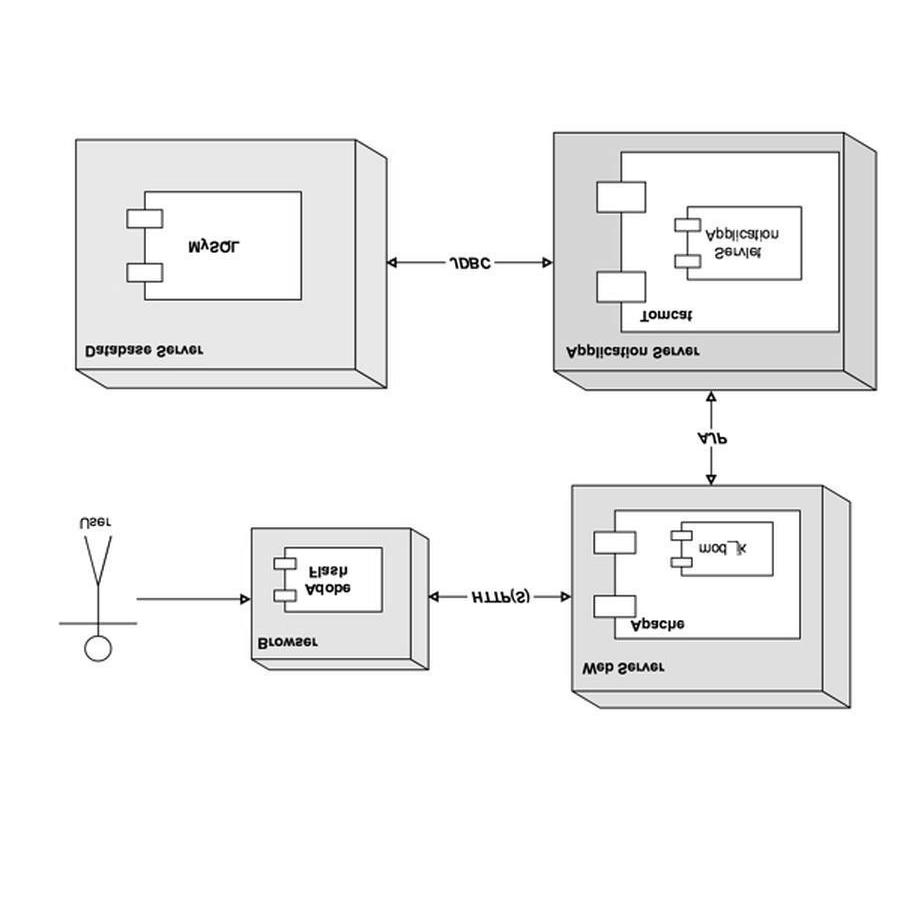 User
Browser
Adobe
Flash
HTTP(S)
Web Server
Apache
mod_jk
AJP
Application Server
Tomcat
Servlet
Application
JDBC
Database Server
MySQL